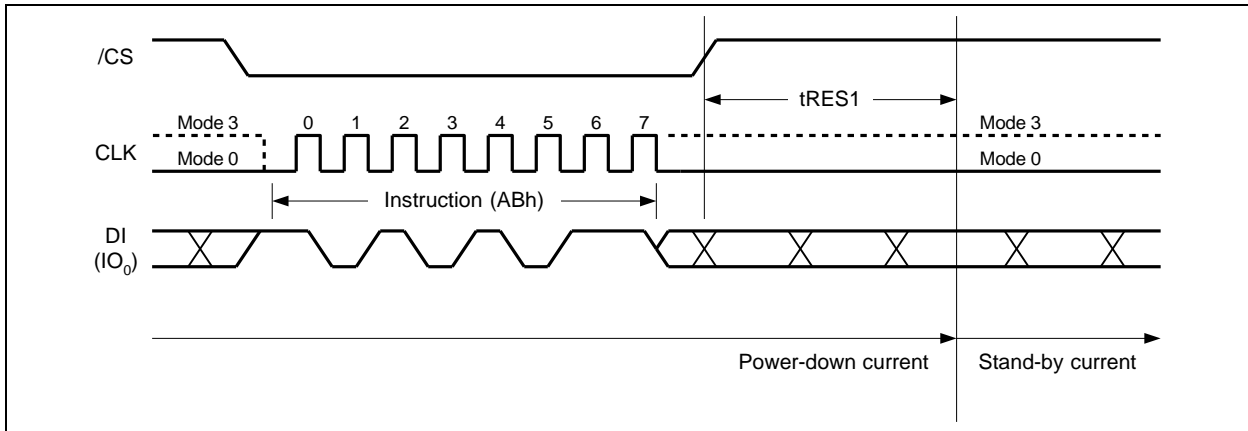 /CS
tRES1
Mode 3 0 1 2 3 4 5 6 7 Mode 3
CLK
Mode 0 Mode 0
Instruction (ABh)
DI
(IO0)
Power-down current Stand-by current